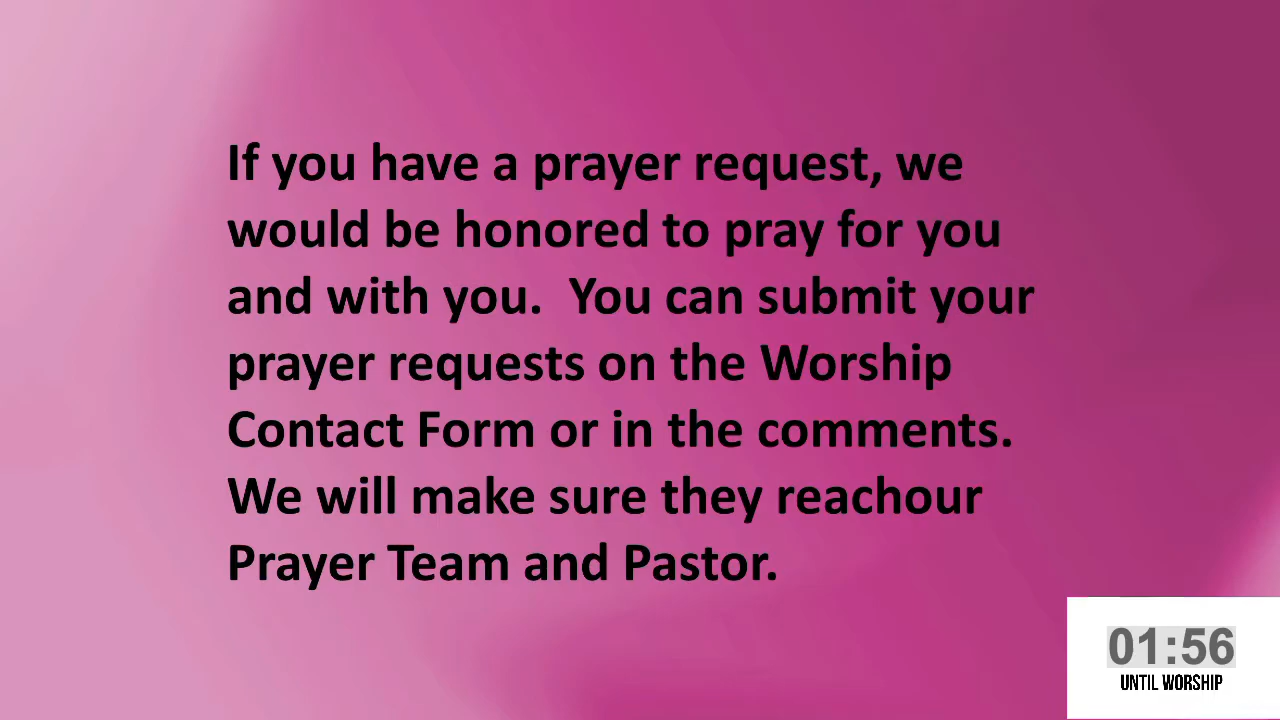 If you have a prayer request, we
would be honored to pray for you
and with you.  You can submit your
prayer requests on the Worship
Contact Form or in the comments.
We will make sure they reachour
Prayer Team and Pastor.
01:56
UNTIL WORSHIP